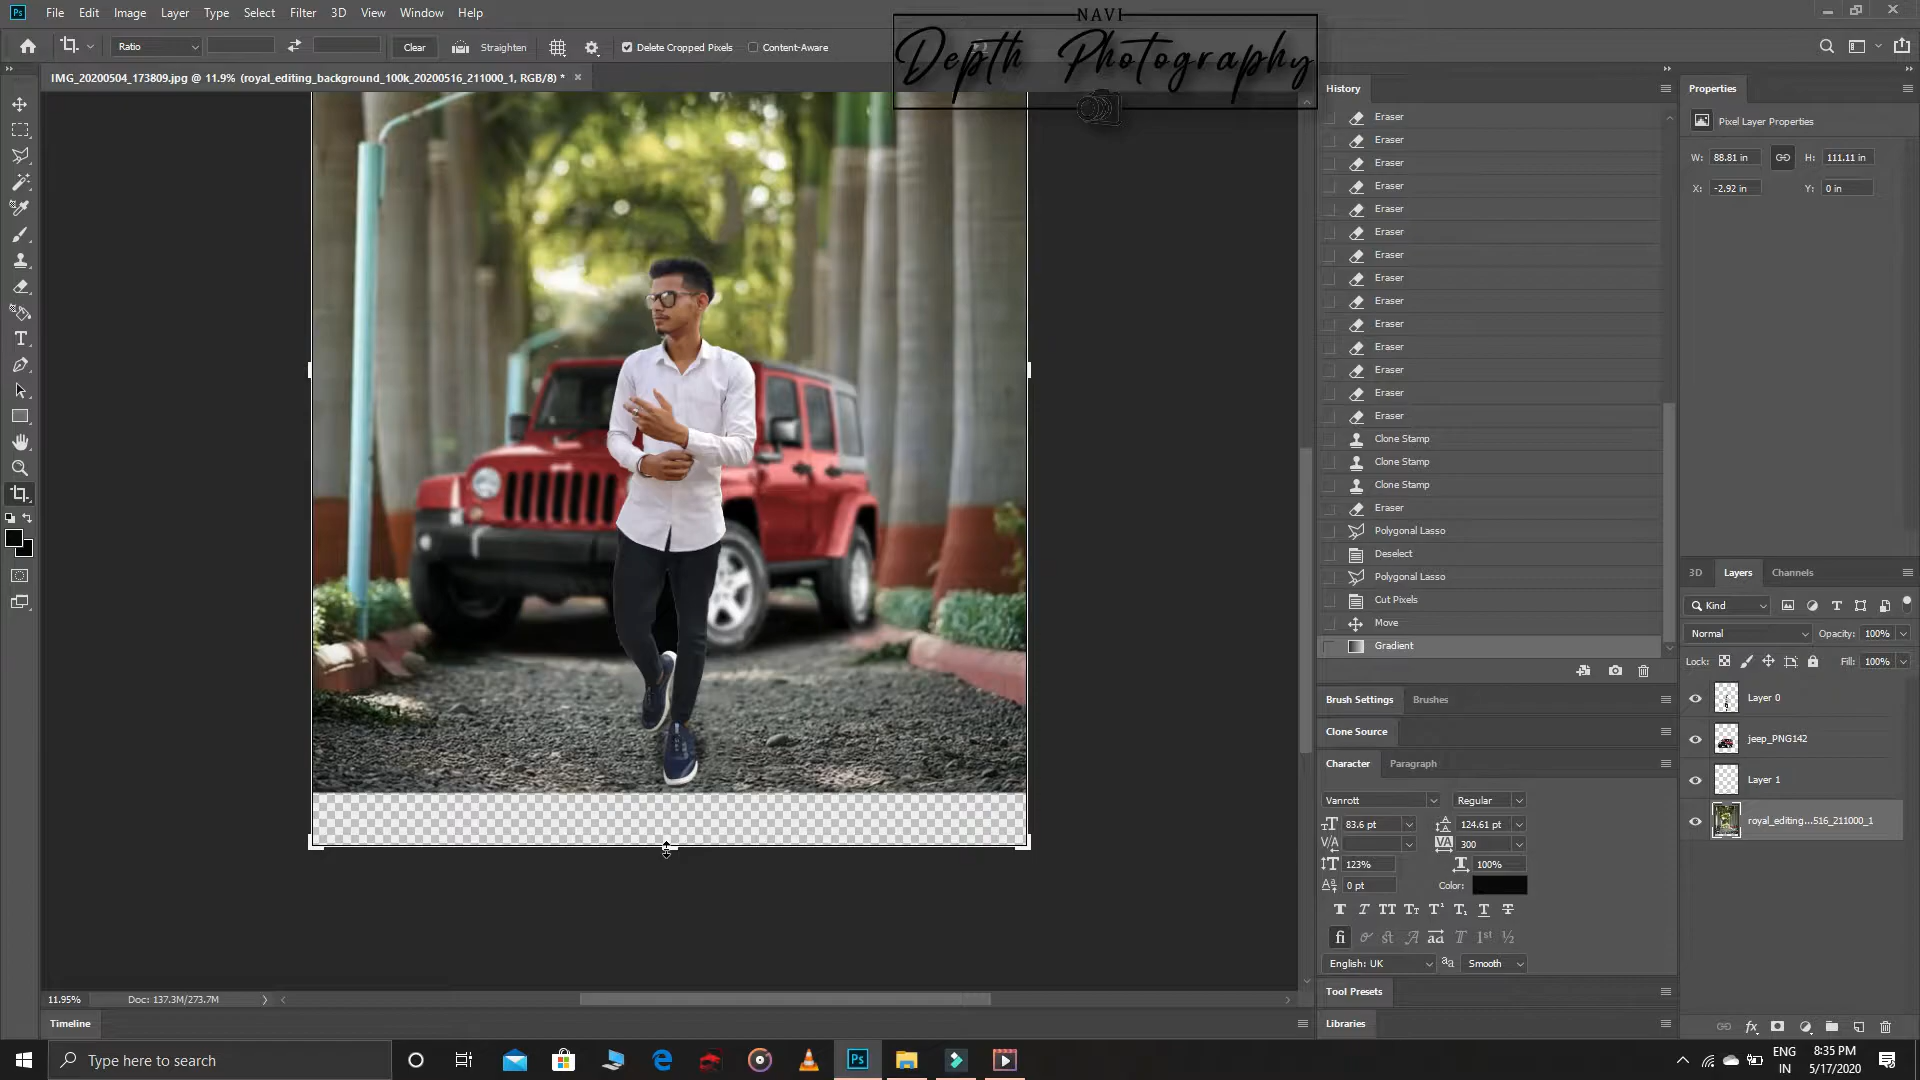 Ps File Edit Image Layer Type Select Filter 3D View Window Help
NAVI
Depth Photography
Ratio Clear Straighten Delete Cropped Pixels Content-Aware
IMG_20200504_173809.jpg @ 11.9% (royal_editing_background_100k_20200516_211000_1, RGB/8) * ×
History
Eraser
Eraser
Eraser
Eraser
Eraser
Eraser
Eraser
Eraser
Eraser
Eraser
Eraser
Eraser
Eraser
Eraser
Clone Stamp
Clone Stamp
Clone Stamp
Eraser
Polygonal Lasso
Deselect
Polygonal Lasso
Cut Pixels
Move
Gradient
Brush Settings Brushes
Clone Source
Character Paragraph
Vanrott Regular
83.6 pt 124.61 pt
300
123% 100%
0 pt Color:
English: UK Smooth
Tool Presets
Libraries
Properties
Pixel Layer Properties
W: 88.81 in H: 111.11 in
X: -2.92 in Y: 0 in
3D Layers Channels
Kind
Normal Opacity: 100%
Lock: Fill: 100%
Layer 0
jeep_PNG142
Layer 1
royal_editing...516_211000_1
11.95% Doc: 137.3M/273.7M
Timeline
Type here to search
Ps
ENG
IN
8:35 PM
5/17/2020